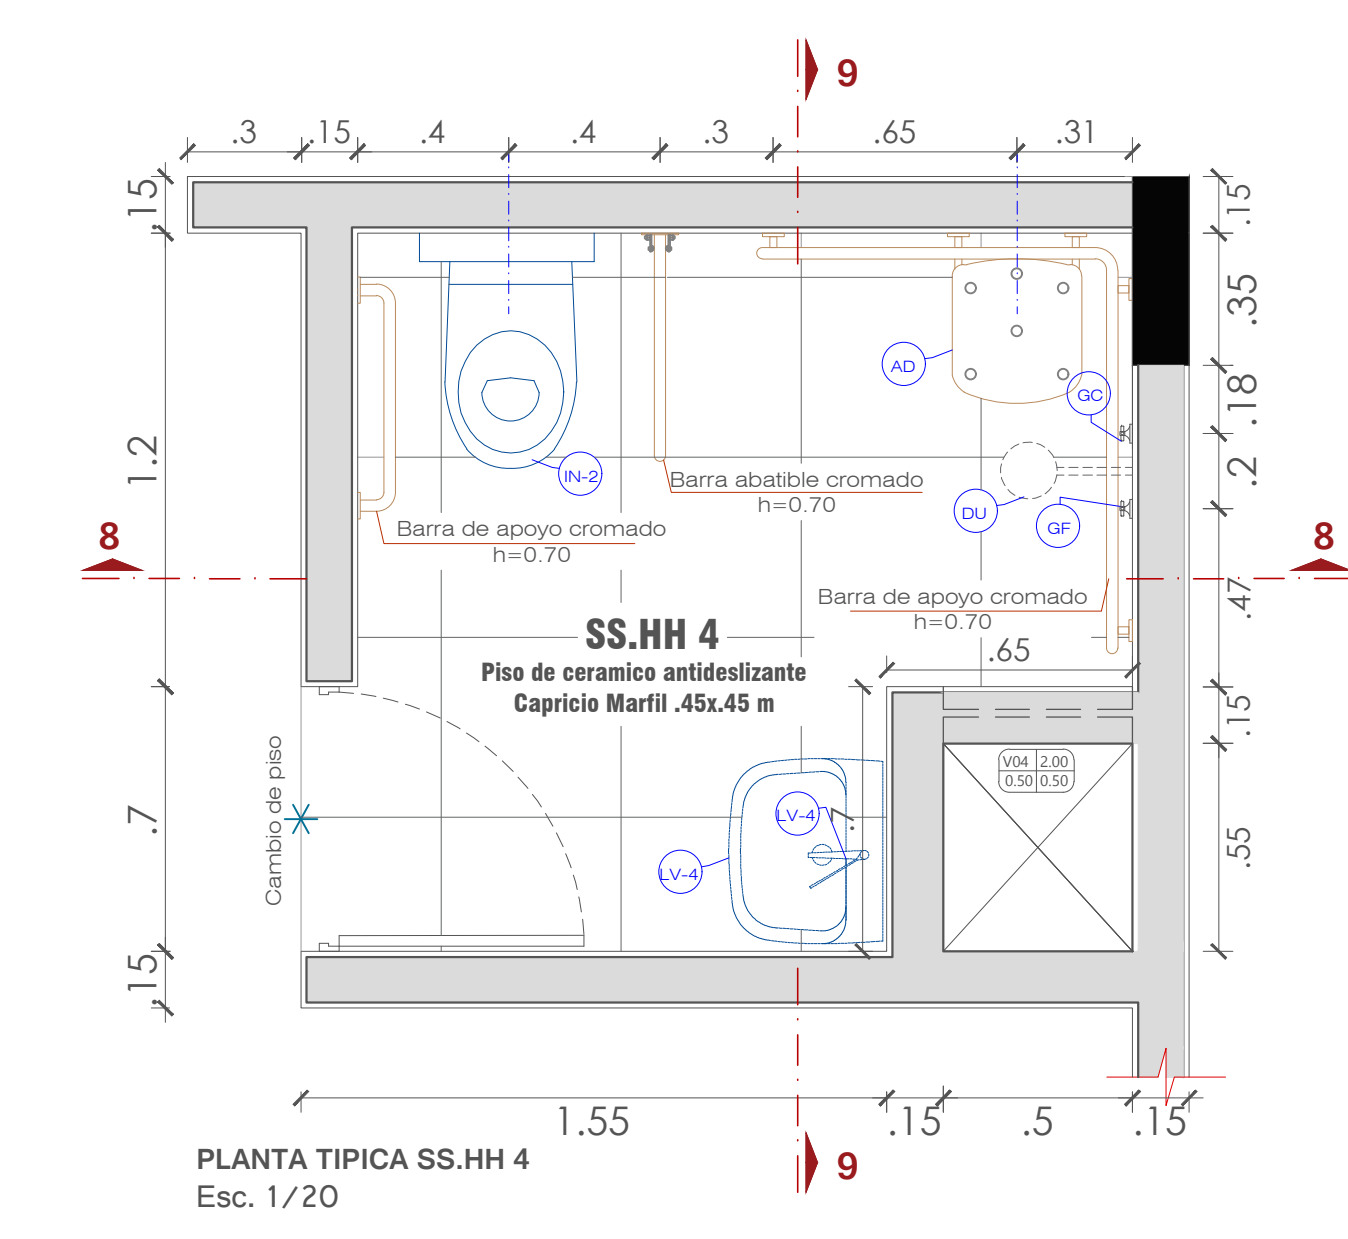 9
.3 .15 .4 .4 .3 .65 .31
.15
.15
.35
AD
GC
.18
1.2
IN-2
Barra abatible cromado
h=0.70
.2
DU
GF
Barra de apoyo cromado
h=0.70
8
8
Barra de apoyo cromado
h=0.70
.47
SS.HH 4
.65
Piso de ceramico antideslizante
Capricio Marfil .45x.45 m
.15
Cambio de piso
V04 2.00
0.50 0.50
.7
LV-4
.7
.55
LV-4
.15
1.55 .15 .5 .15
PLANTA TIPICA SS.HH 4
9
Esc. 1/20